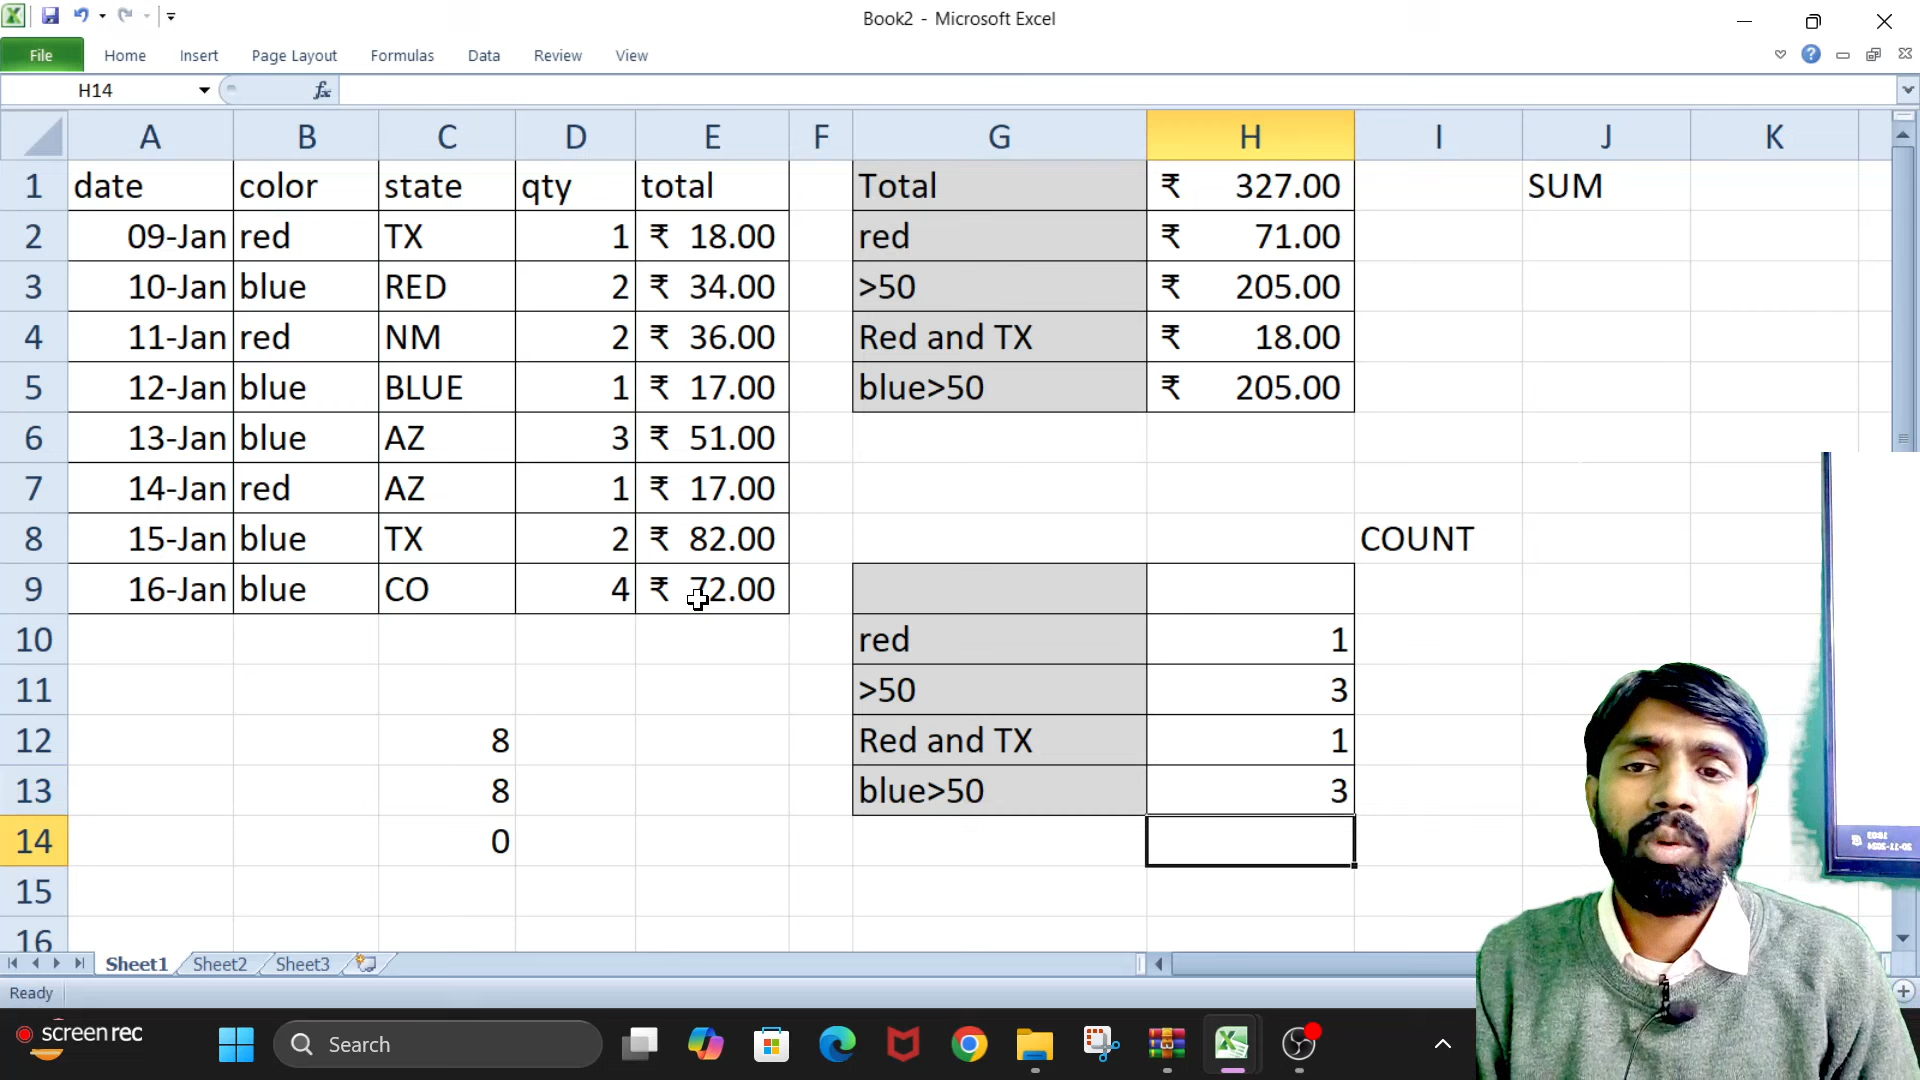 Book2 - Microsoft Excel
File Home Insert Page Layout Formulas Data Review View
H14 fx
A B C D E F G H I J K
1 date color state qty total Total ₹ 327.00 SUM
2 09-Jan red TX 1 ₹ 18.00 red ₹ 71.00
3 10-Jan blue RED 2 ₹ 34.00 >50 ₹ 205.00
4 11-Jan red NM 2 ₹ 36.00 Red and TX ₹ 18.00
5 12-Jan blue BLUE 1 ₹ 17.00 blue>50 ₹ 205.00
6 13-Jan blue AZ 3 ₹ 51.00
7 14-Jan red AZ 1 ₹ 17.00
8 15-Jan blue TX 2 ₹ 82.00 COUNT
9 16-Jan blue CO 4 ₹ 72.00
10 red 1
11 >50 3
12 8 Red and TX 1
13 8 blue>50 3
14 0
15
16
Sheet1 Sheet2 Sheet3
Ready
screen rec
Search